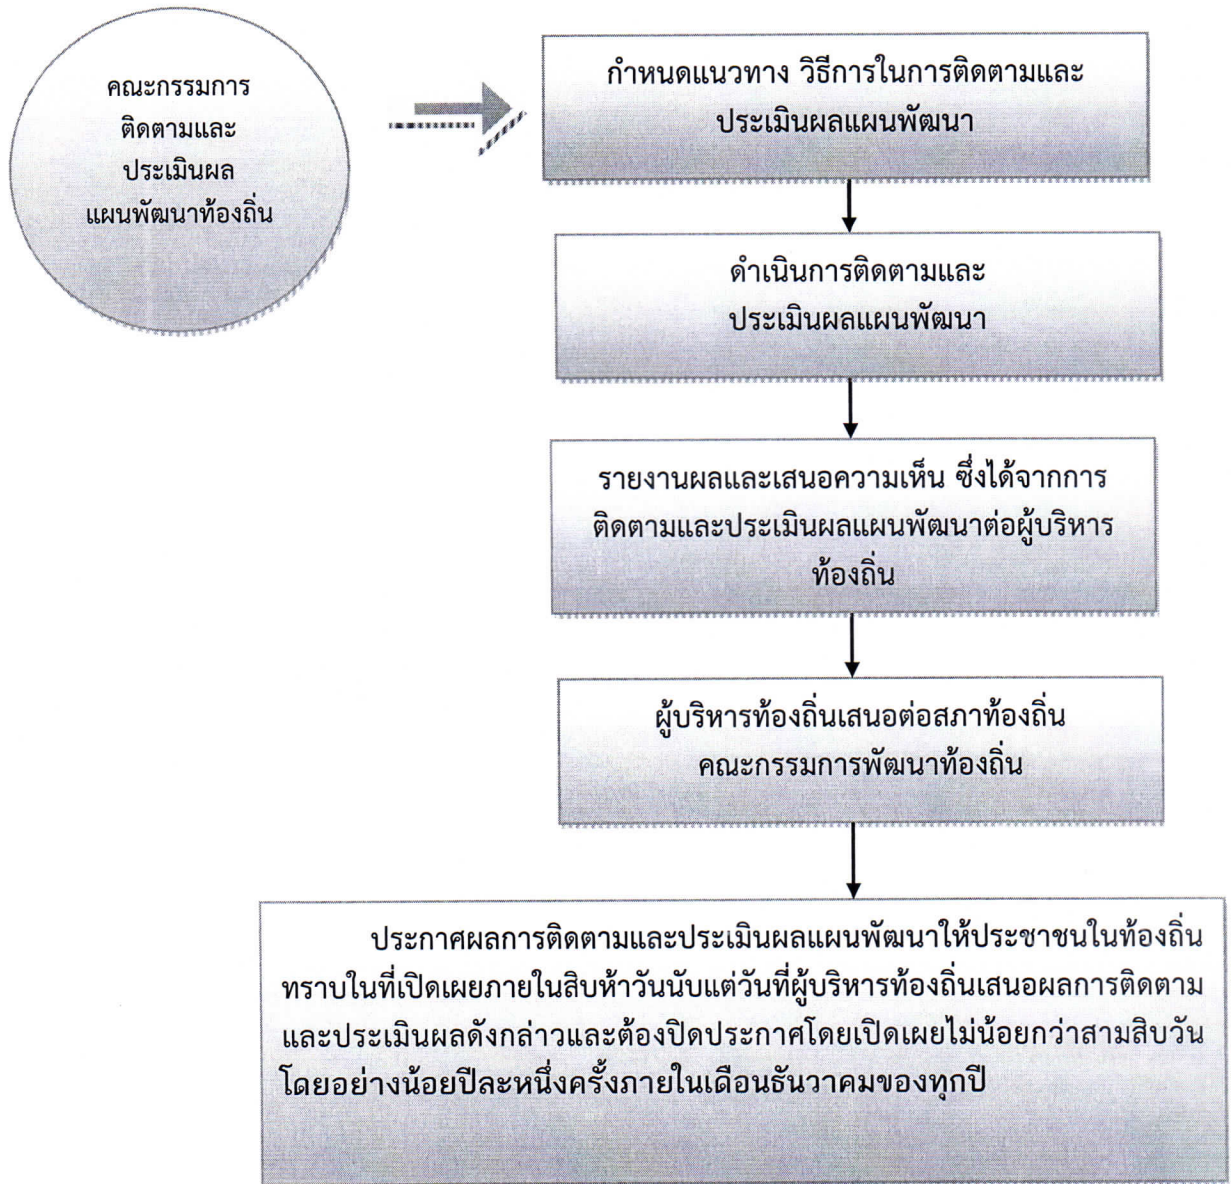 คณะกรรมการ
ติดตามและ
ประเมินผล
แผนพัฒนาท้องถิ่น
กำหนดแนวทาง วิธีการในการติดตามและ
ประเมินผลแผนพัฒนา
ดำเนินการติดตามและ
ประเมินผลแผนพัฒนา
รายงานผลและเสนอความเห็น ซึ่งได้จากการ
ติดตามและประเมินผลแผนพัฒนาต่อผู้บริหาร
ท้องถิ่น
ผู้บริหารท้องถิ่นเสนอต่อสภาท้องถิ่น
คณะกรรมการพัฒนาท้องถิ่น
ประกาศผลการติดตามและประเมินผลแผนพัฒนาให้ประชาชนในท้องถิ่น
ทราบในที่เปิดเผยภายในสิบห้าวันนับแต่วันที่ผู้บริหารท้องถิ่นเสนอผลการติดตาม
และประเมินผลดังกล่าวและต้องปิดประกาศโดยเปิดเผยไม่น้อยกว่าสามสิบวัน
โดยอย่างน้อยปีละหนึ่งครั้งภายในเดือนธันวาคมของทุกปี